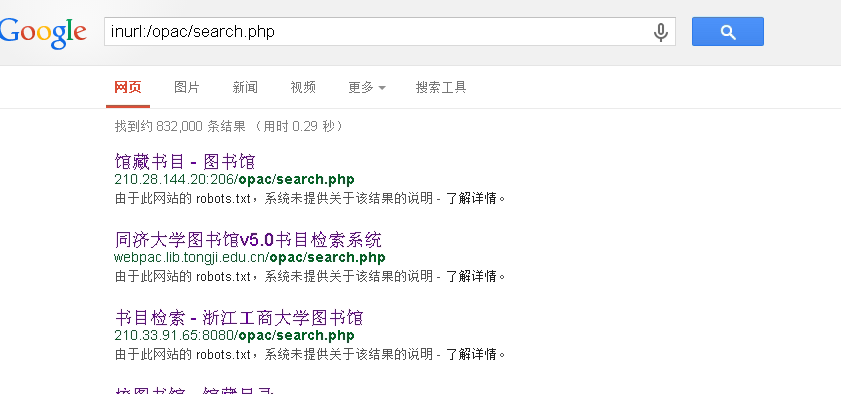 Google inurl:/opac/search.php
网页 图片 新闻 视频 更多 搜索工具
找到约 832,000 条结果 (用时 0.29 秒)
馆藏书目 - 图书馆
210.28.144.20:206/opac/search.php
由于此网站的 robots.txt,系统未提供关于该结果的说明 - 了解详情。
同济大学图书馆v5.0书目检索系统
webpac.lib.tongji.edu.cn/opac/search.php
由于此网站的 robots.txt,系统未提供关于该结果的说明 - 了解详情。
书目检索 - 浙江工商大学图书馆
210.33.91.65:8080/opac/search.php
由于此网站的 robots.txt,系统未提供关于该结果的说明 - 了解详情。